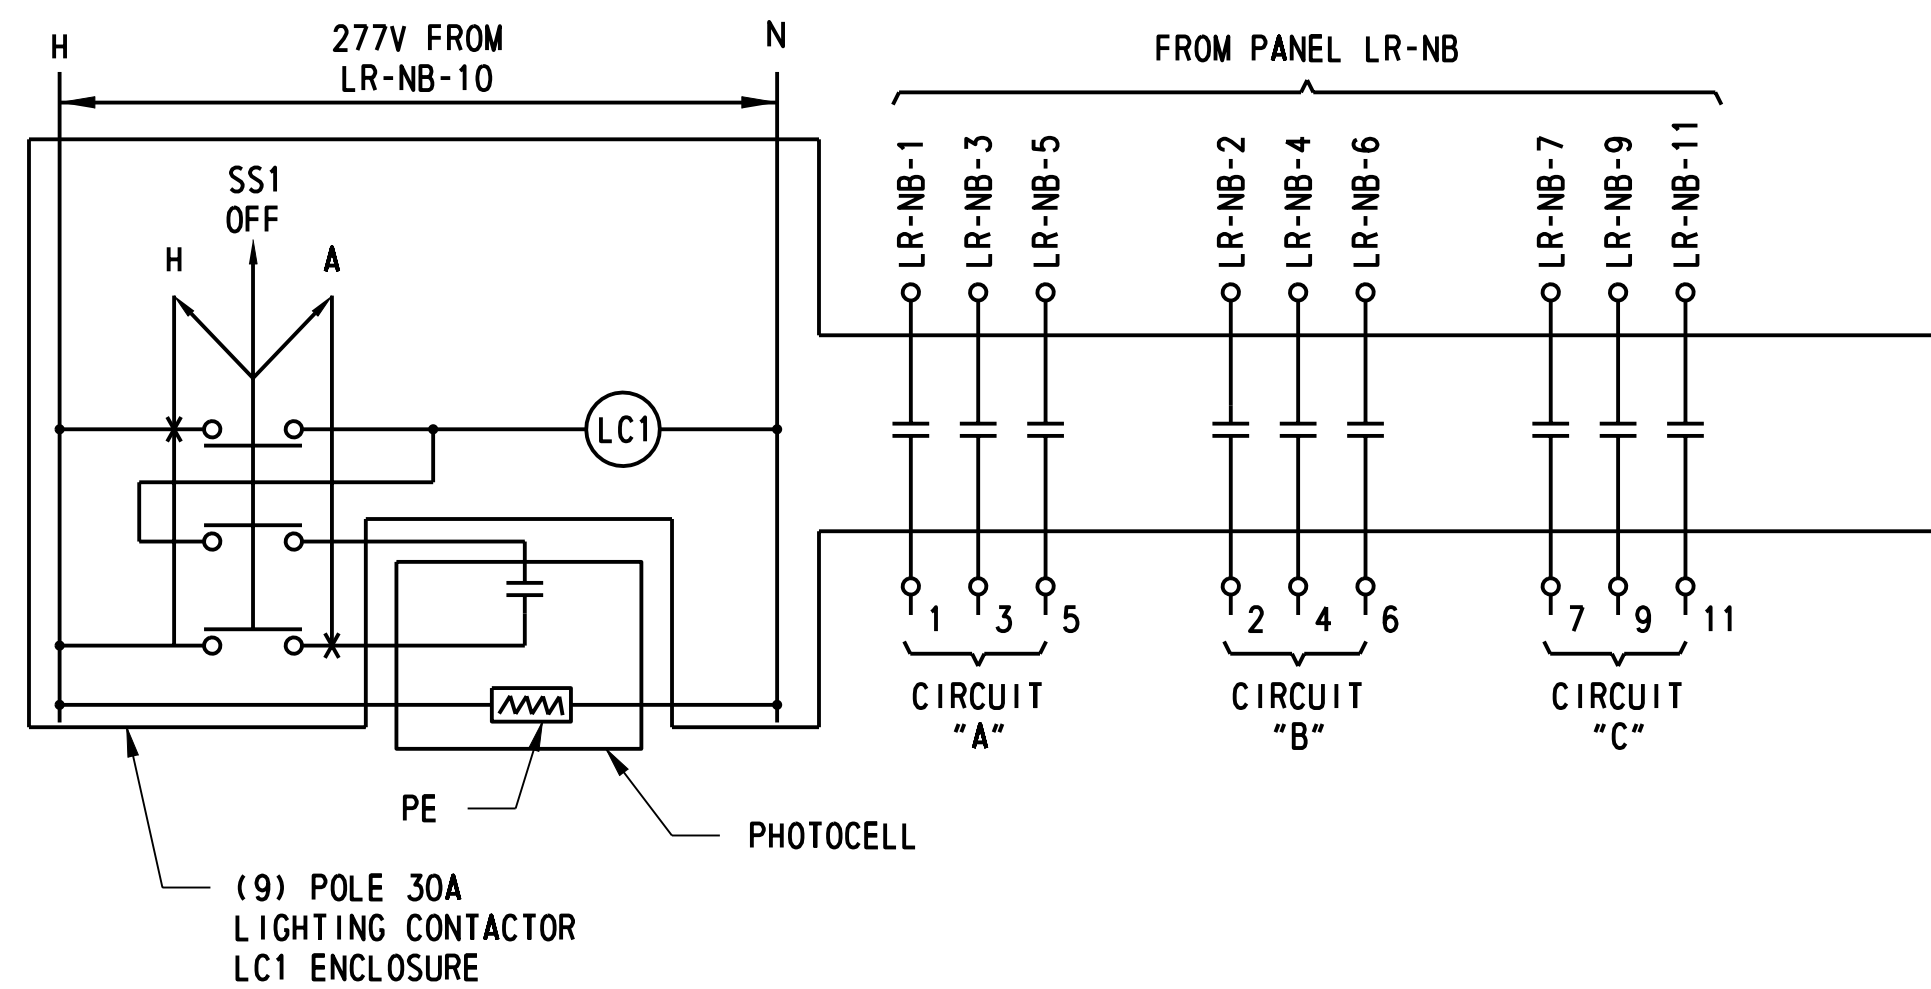 H
277V FROM
LR-NB-10
N
FROM PANEL LR-NB
SS1
OFF
H
A
LC1
LR-NB-1
LR-NB-3
LR-NB-5
LR-NB-2
LR-NB-4
LR-NB-6
LR-NB-7
LR-NB-9
LR-NB-11
1
3
5
2
4
6
7
9
11
CIRCUIT
"A"
CIRCUIT
"B"
CIRCUIT
"C"
PE
PHOTOCELL
(9) POLE 30A
LIGHTING CONTACTOR
LC1 ENCLOSURE